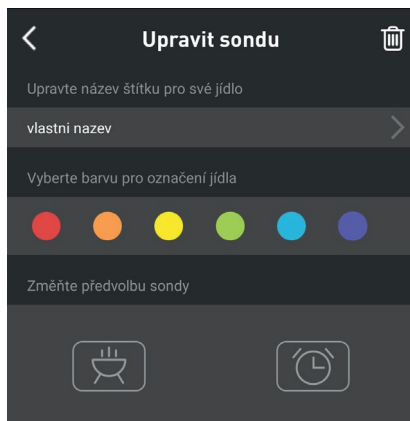 Upravit sondu
Upravte název štítku pro své jídlo
vlastni nazev
Vyberte barvu pro označení jídla
Změňte předvolbu sondy